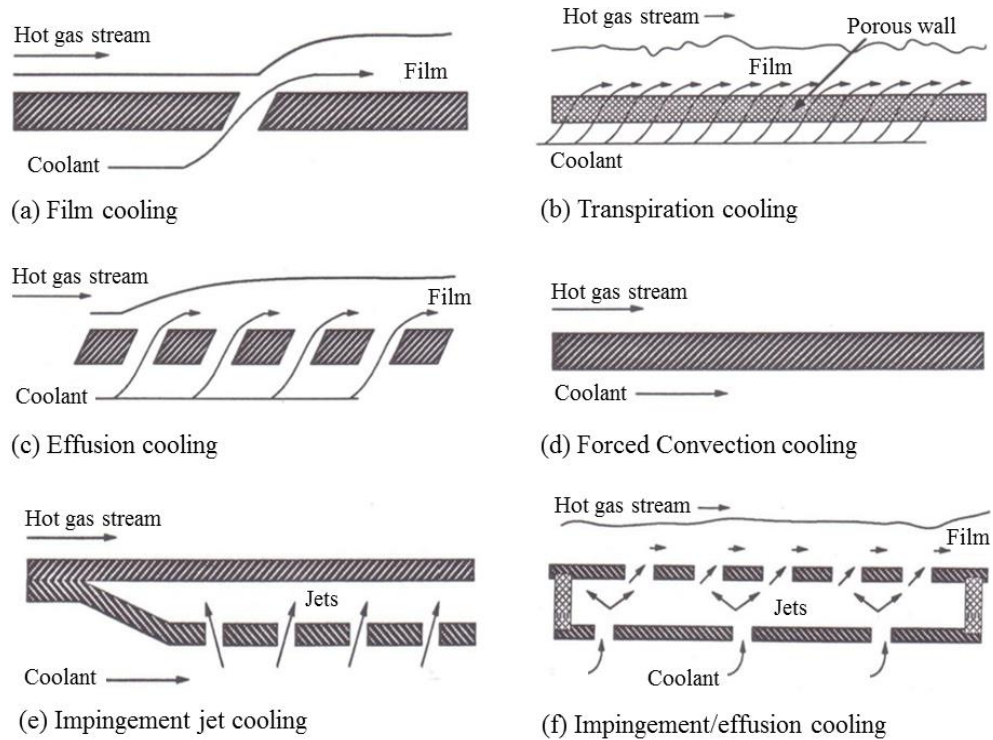 Hot gas stream
Film
Coolant
(a) Film cooling
Hot gas stream
Porous wall
Film
Coolant
(b) Transpiration cooling
Hot gas stream
Film
Coolant
(c) Effusion cooling
Hot gas stream
Coolant
(d) Forced Convection cooling
Hot gas stream
Jets
Coolant
(e) Impingement jet cooling
Hot gas stream
Film
Jets
Coolant
(f) Impingement/effusion cooling